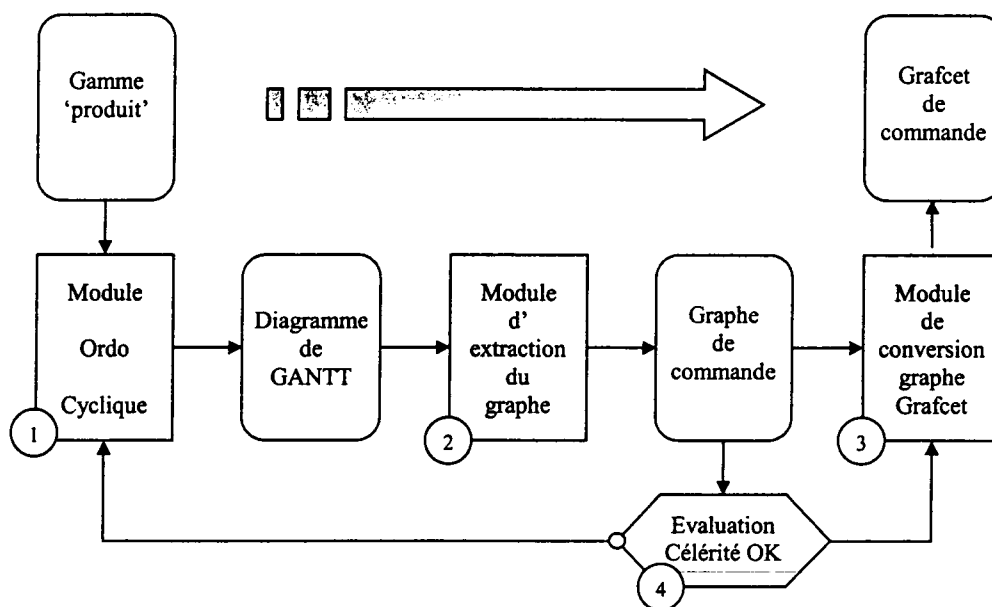 Gamme
‘produit’
Grafcet
de
commande
Module
Ordo
Cyclique
1
Diagramme
de
GANTT
Module
d’
extraction
du
graphe
2
Graphe
de
commande
Module
de
conversion
graphe
Grafcet
3
Evaluation
Célérité OK
4